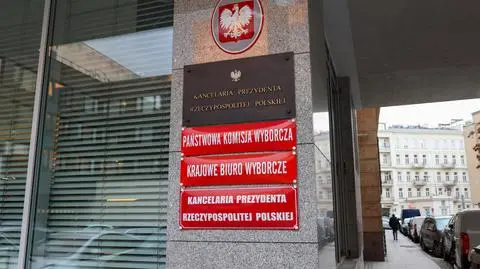 KANCELARIA PREZYDENTA
RZECZYPOSPOLITEJ POLSKIEJ
PAŃSTWOWA KOMISJA WYBORCZA
KRAJOWE BIURO WYBORCZE
KANCELARIA PREZYDENTA
RZECZYPOSPOLITEJ POLSKIEJ